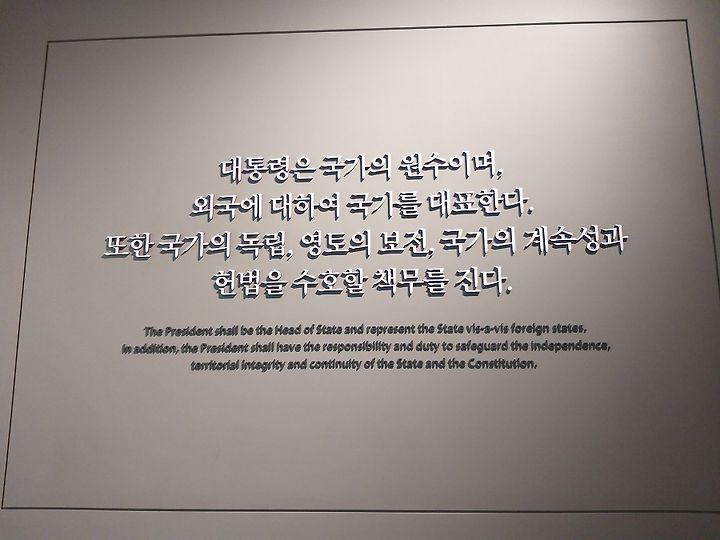 대통령은 국가의 원수이며,
외국에 대하여 국가를 대표한다.
또한 국가의 독립, 영토의 보전, 국가의 계속성과
헌법을 수호할 책무를 진다.
The President shall be the Head of State and represent the State vis-a-vis foreign states,
in addition, the President shall have the responsibility and duty to safeguard the independence,
territorial integrity and continuity of the State and the Constitution.